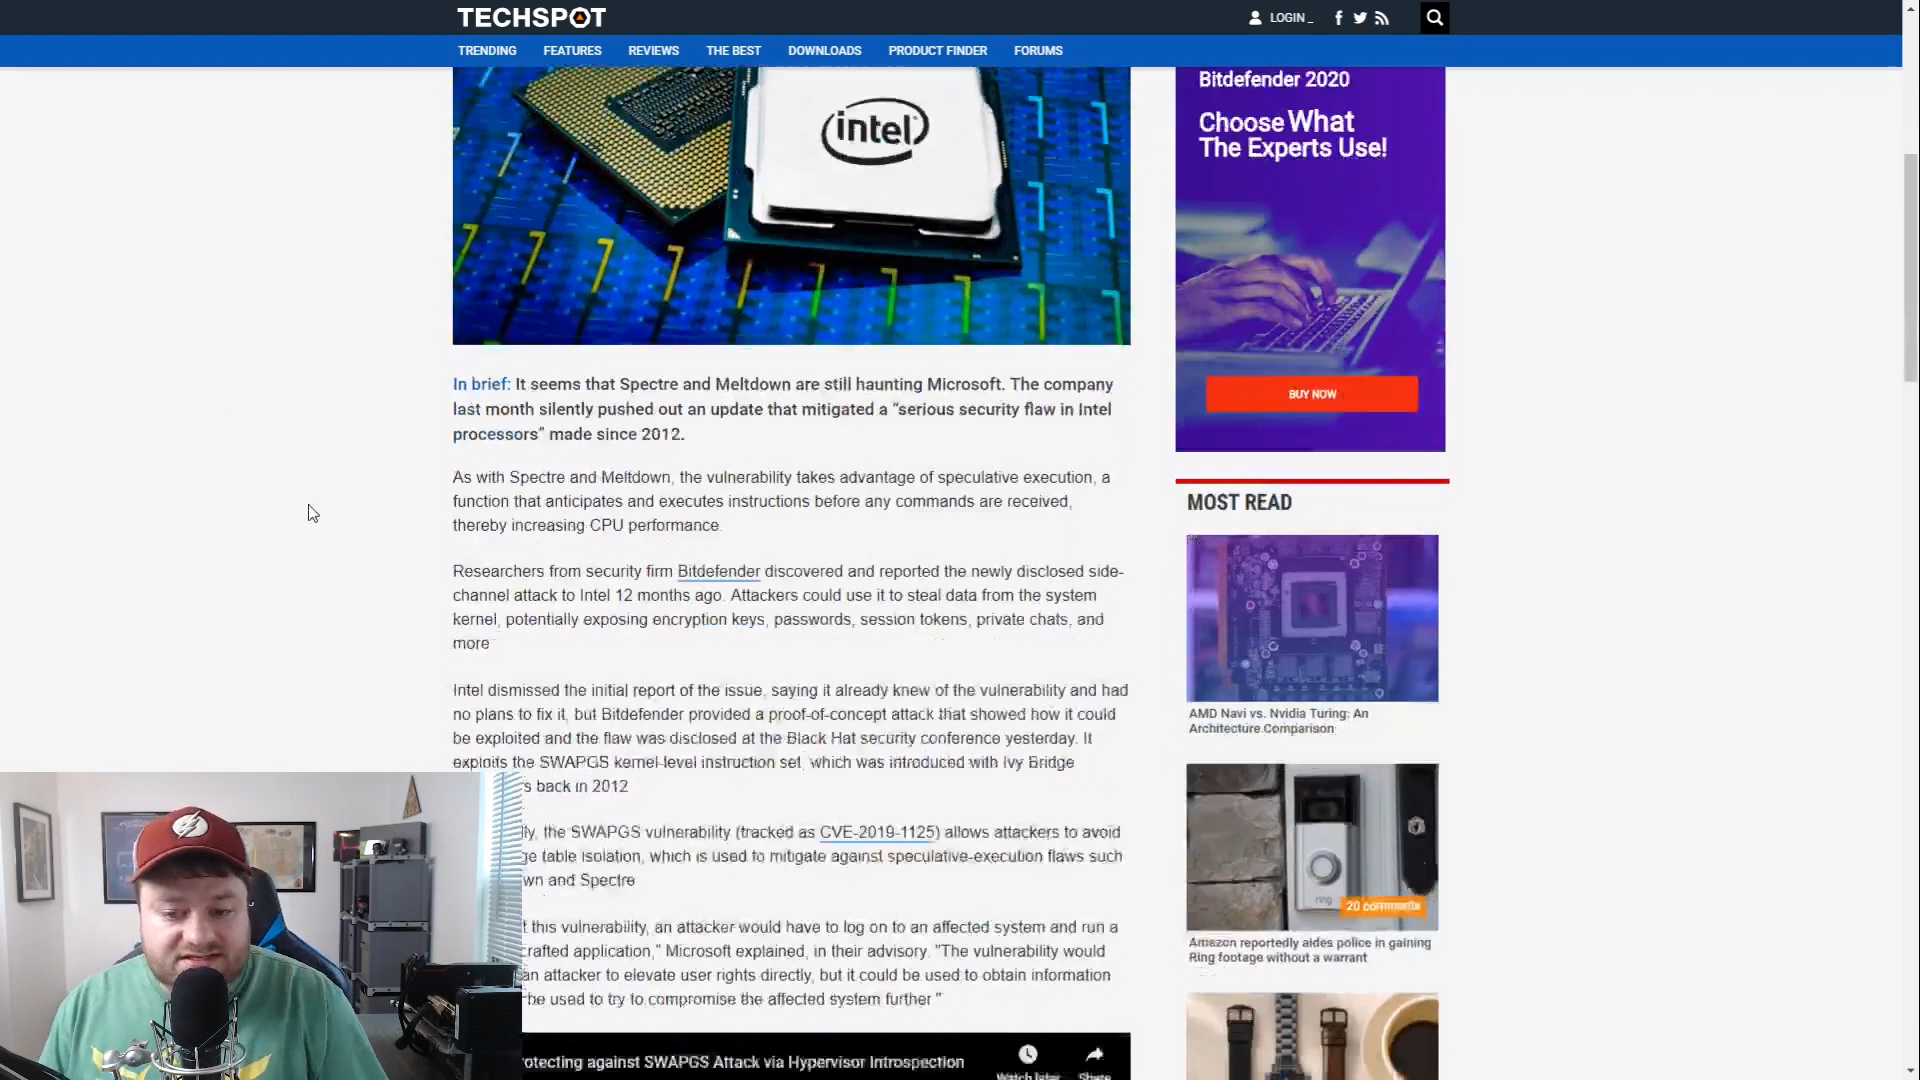 TECHSPOT
LOGIN_
TRENDING FEATURES REVIEWS THE BEST DOWNLOADS PRODUCT FINDER FORUMS
intel
Bitdefender 2020
Choose What
The Experts Use!
BUY NOW
In brief: It seems that Spectre and Meltdown are still haunting Microsoft. The company
last month silently pushed out an update that mitigated a “serious security flaw in Intel
processors” made since 2012.
As with Spectre and Meltdown, the vulnerability takes advantage of speculative execution, a
function that anticipates and executes instructions before any commands are received,
thereby increasing CPU performance.
Researchers from security firm Bitdefender discovered and reported the newly disclosed side-
channel attack to Intel 12 months ago. Attackers could use it to steal data from the system
kernel, potentially exposing encryption keys, passwords, session tokens, private chats, and
more
Intel dismissed the initial report of the issue, saying it already knew of the vulnerability and had
no plans to fix it, but Bitdefender provided a proof-of-concept attack that showed how it could
be exploited and the flaw was disclosed at the Black Hat security conference yesterday. It
exploits the SWAPGS kernel-level instruction set, which was introduced with Ivy Bridge
s back in 2012
ly, the SWAPGS vulnerability (tracked as CVE-2019-1125) allows attackers to avoid
ge table isolation, which is used to mitigate against speculative-execution flaws such
wn and Spectre
t this vulnerability, an attacker would have to log on to an affected system and run a
crafted application," Microsoft explained, in their advisory. "The vulnerability would
an attacker to elevate user rights directly, but it could be used to obtain information
be used to try to compromise the affected system further "
otecting against SWAPGS Attack via Hypervisor Introspection
Watch later Share
MOST READ
AMD Navi vs. Nvidia Turing: An
Architecture Comparison
ring
20 comments
Amazon reportedly aides police in gaining
Ring footage without a warrant